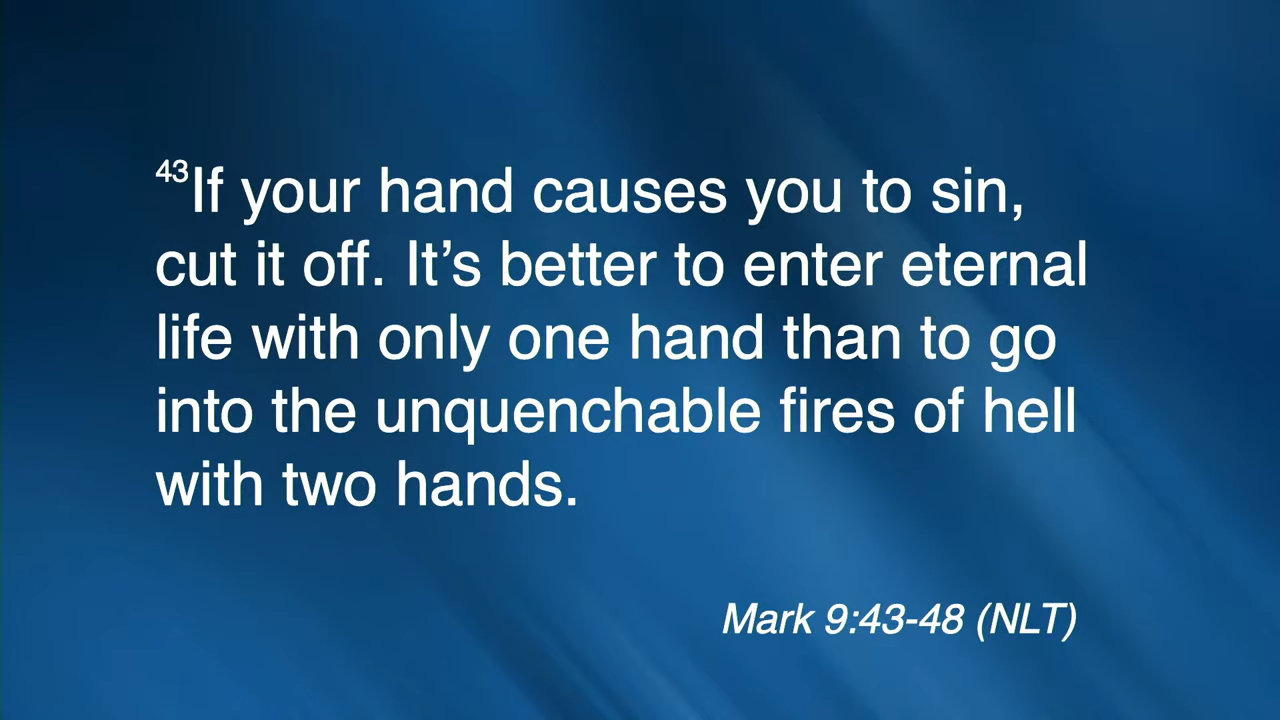 43If your hand causes you to sin,
cut it off. It’s better to enter eternal
life with only one hand than to go
into the unquenchable fires of hell
with two hands.
Mark 9:43-48 (NLT)